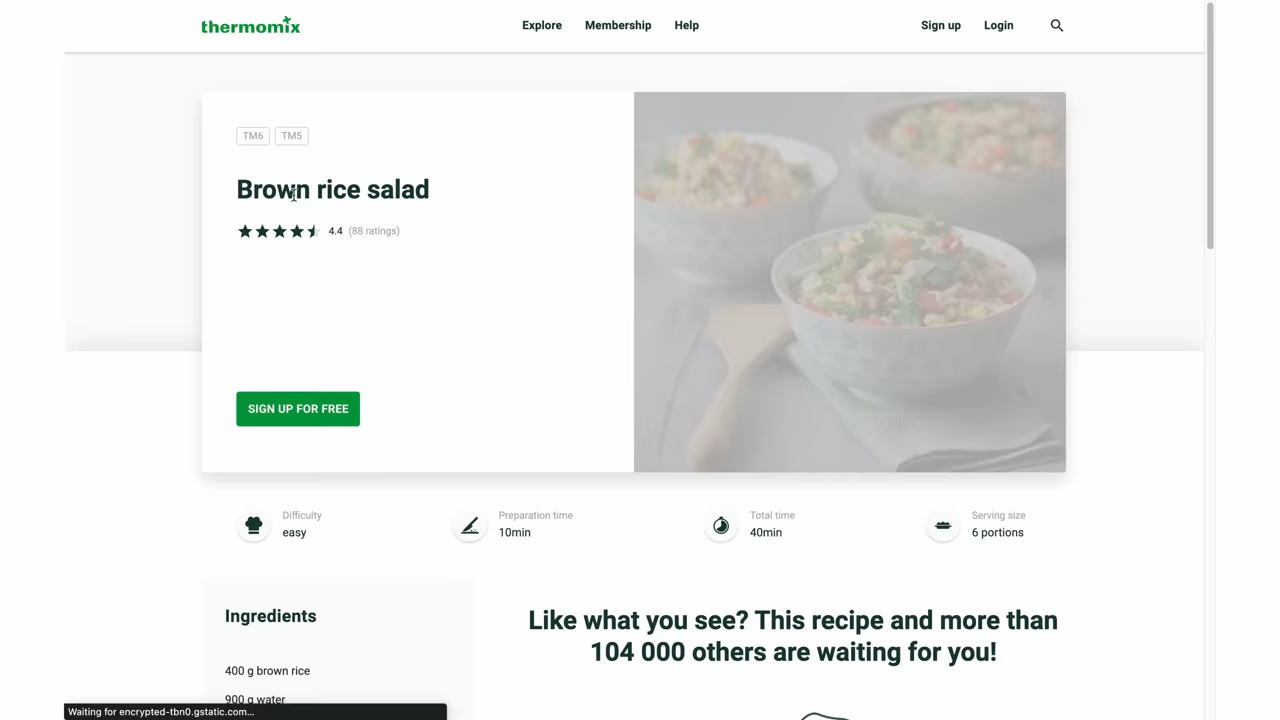 thermomix
Explore Membership Help
Sign up Login
TM6 TM5
Brown rice salad
4.4 (88 ratings)
SIGN UP FOR FREE
Difficulty
easy
Preparation time
10min
Total time
40min
Serving size
6 portions
Ingredients
400 g brown rice
900 g water
Like what you see? This recipe and more than
104 000 others are waiting for you!
Waiting for encrypted-tbn0.gstatic.com...